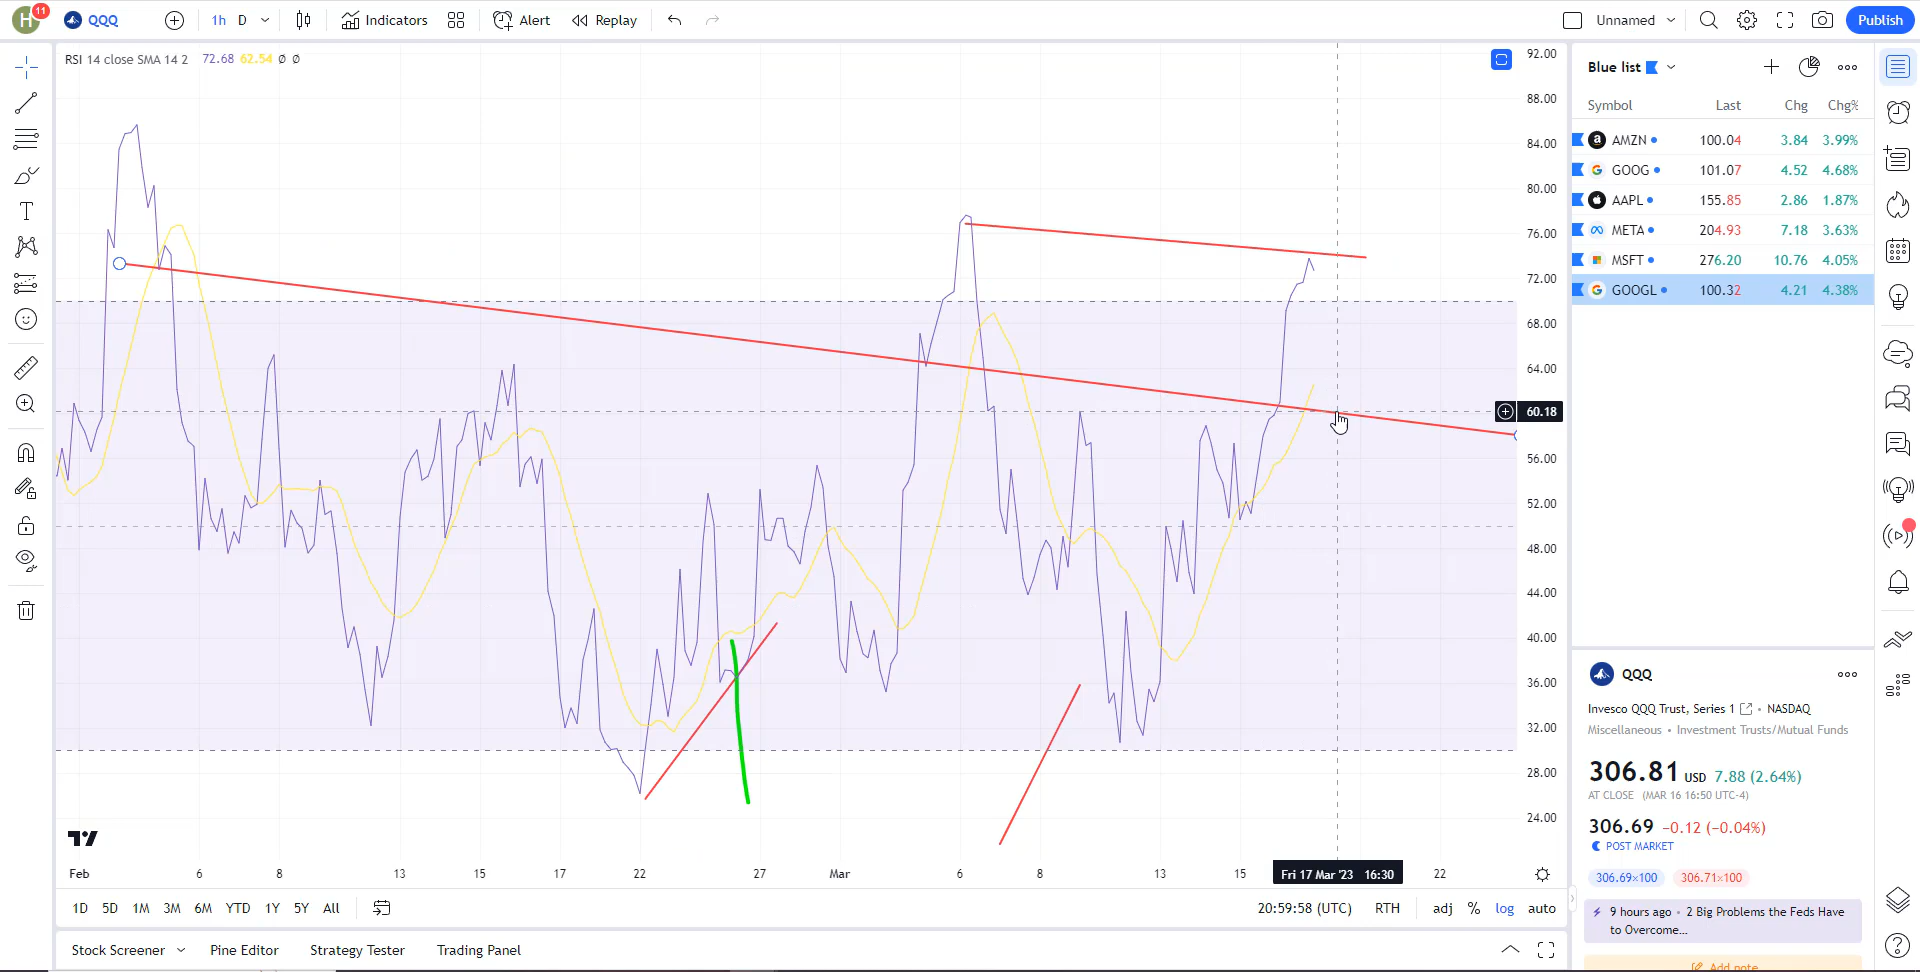 H 11 QQQ 1h D Indicators Alert Replay Unnamed Publish
RSI 14 close SMA 14 2 72.68 62.54 Ø Ø
92.00
88.00
84.00
80.00
76.00
72.00
68.00
64.00
60.18
56.00
52.00
48.00
44.00
40.00
36.00
32.00
28.00
24.00
Feb 6 8 13 15 17 22 27 Mar 6 8 13 15 Fri 17 Mar '23 16:30 22
1D 5D 1M 3M 6M YTD 1Y 5Y All 20:59:58 (UTC) RTH adj % log auto
Stock Screener Pine Editor Strategy Tester Trading Panel
Blue list
Symbol Last Chg Chg%
AMZN 100.04 3.84 3.99%
GOOG 101.07 4.52 4.68%
AAPL 155.85 2.86 1.87%
META 204.93 7.18 3.63%
MSFT 276.20 10.76 4.05%
GOOGL 100.32 4.21 4.38%
QQQ
Invesco QQQ Trust, Series 1 • NASDAQ
Miscellaneous • Investment Trusts/Mutual Funds
306.81 USD 7.88 (2.64%)
AT CLOSE (MAR 16 16:50 UTC-4)
306.69 −0.12 (−0.04%)
POST MARKET
306.69×100 306.71×100
9 hours ago • 2 Big Problems the Feds Have
to Overcome...
Add note